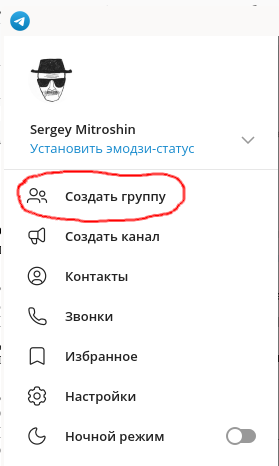 Sergey Mitroshin
Установить эмодзи-статус
Создать группу
Создать канал
Контакты
Звонки
Избранное
Настройки
Ночной режим